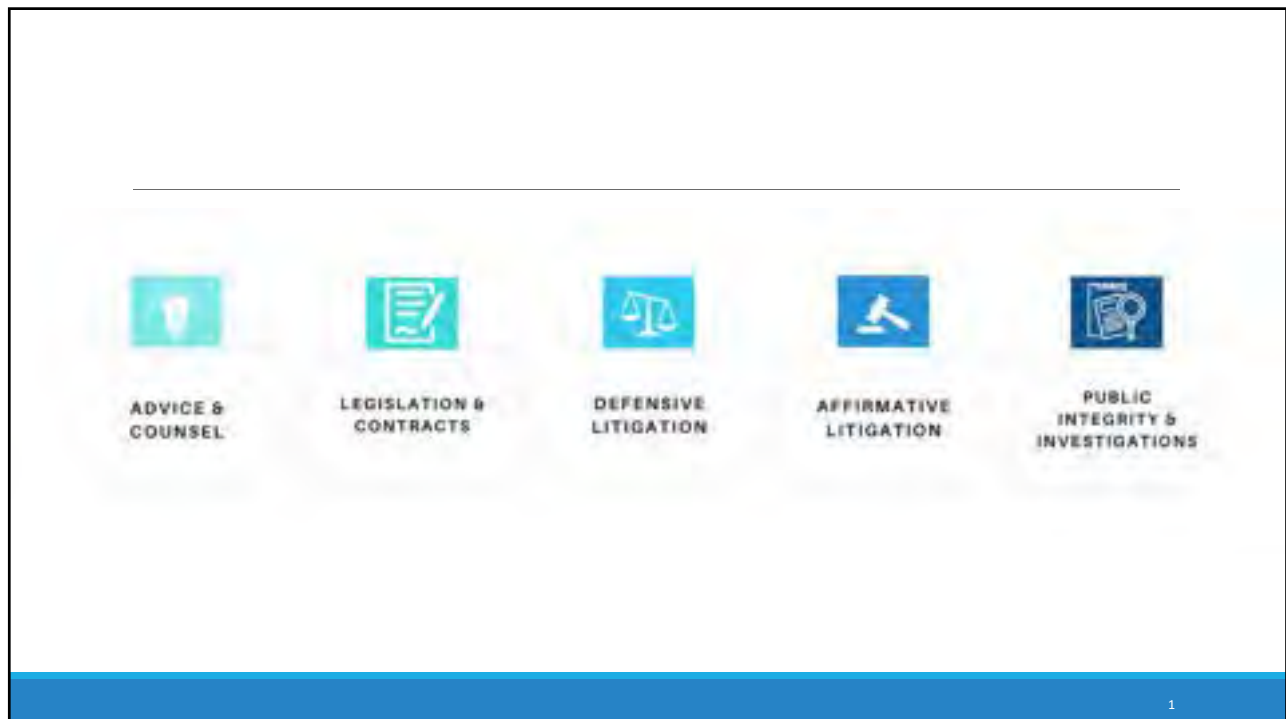 ADVICE &
COUNSEL
LEGISLATION &
CONTRACTS
DEFENSIVE
LITIGATION
AFFIRMATIVE
LITIGATION
PUBLIC
INTEGRITY &
INVESTIGATIONS
1